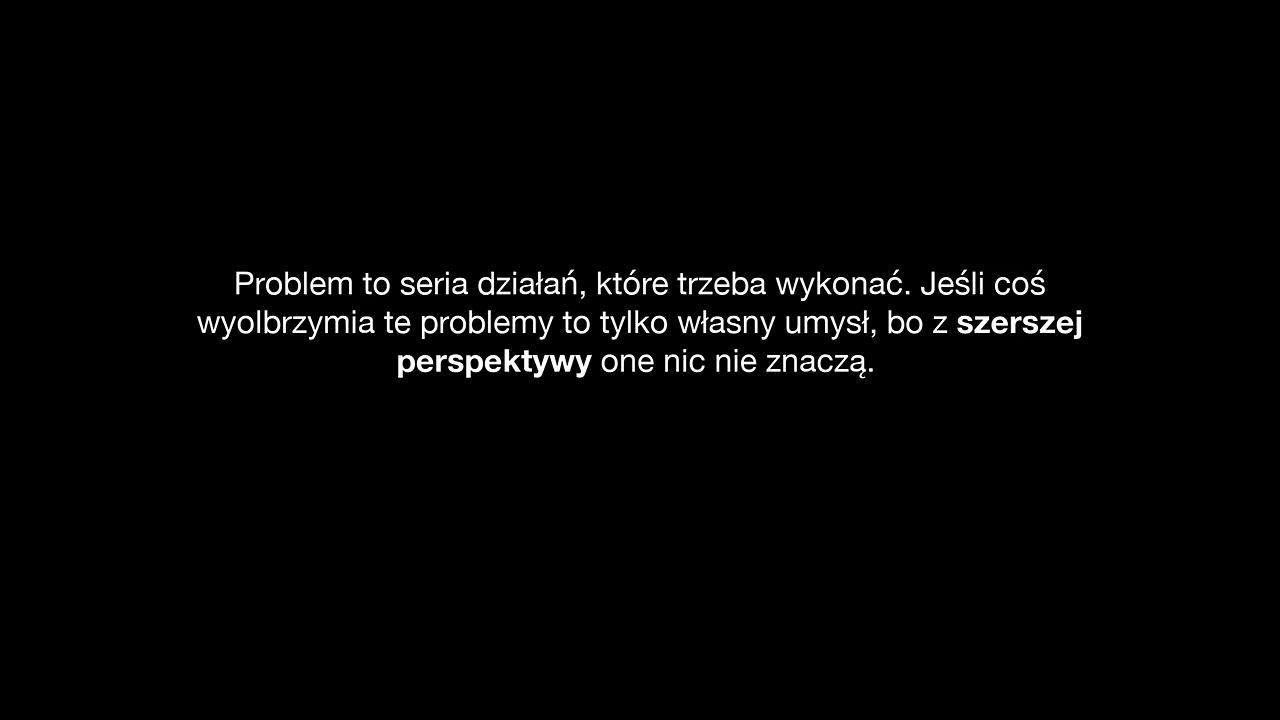 Problem to seria działań, które trzeba wykonać. Jeśli coś
wyolbrzymia te problemy to tylko własny umysł, bo z szerszej
perspektywy one nic nie znaczą.